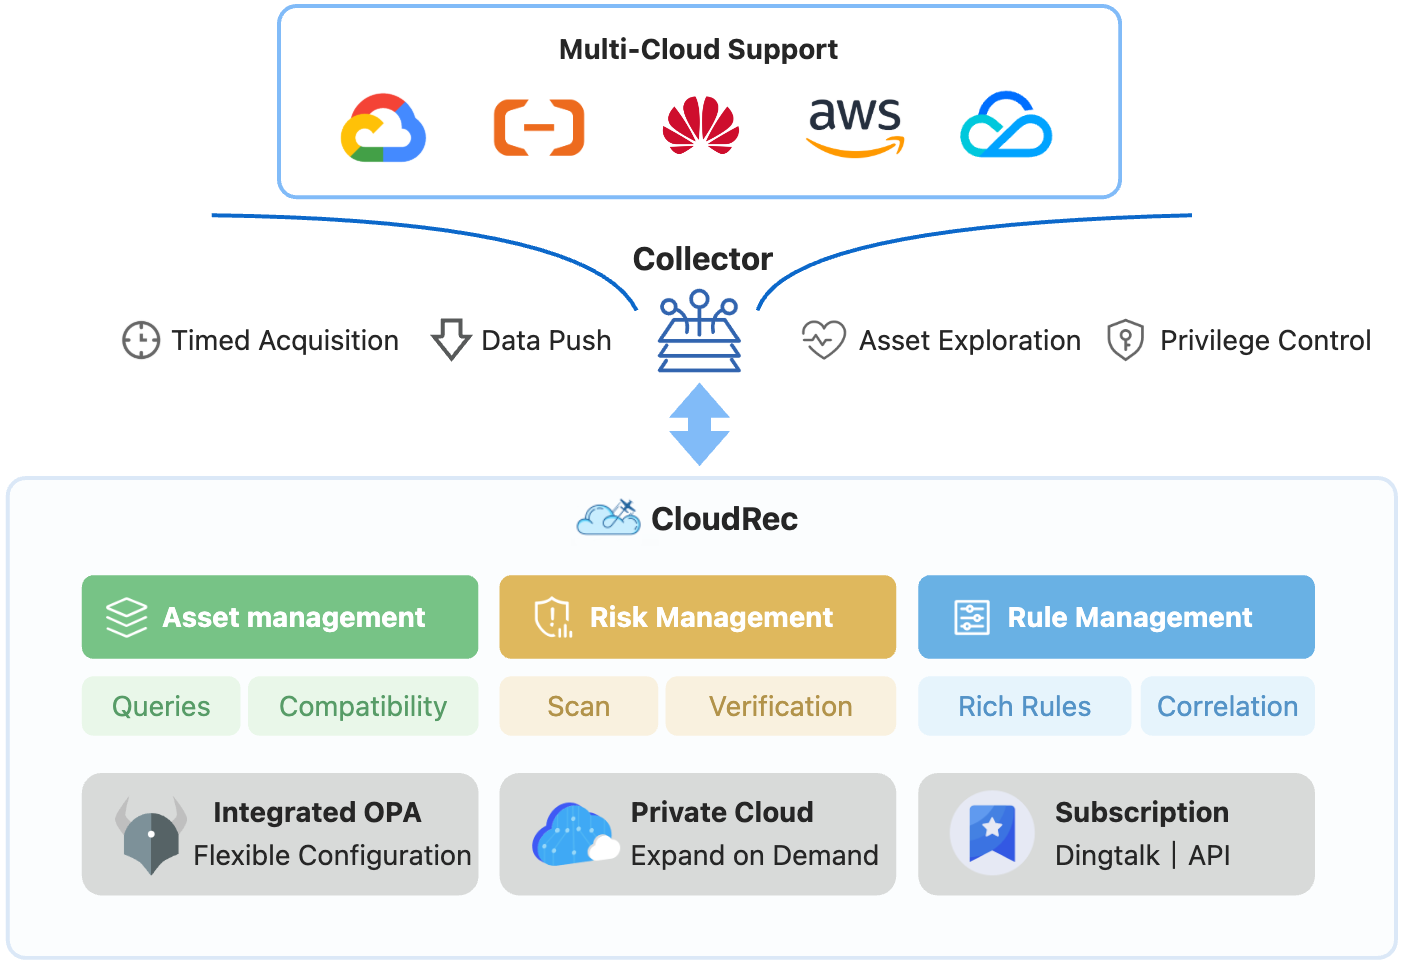 Multi-Cloud Support
aws
Collector
Timed Acquisition
Data Push
Asset Exploration
Privilege Control
CloudRec
Asset management
Risk Management
Rule Management
Queries
Compatibility
Scan
Verification
Rich Rules
Correlation
Integrated OPA
Flexible Configuration
Private Cloud
Expand on Demand
Subscription
Dingtalk | API